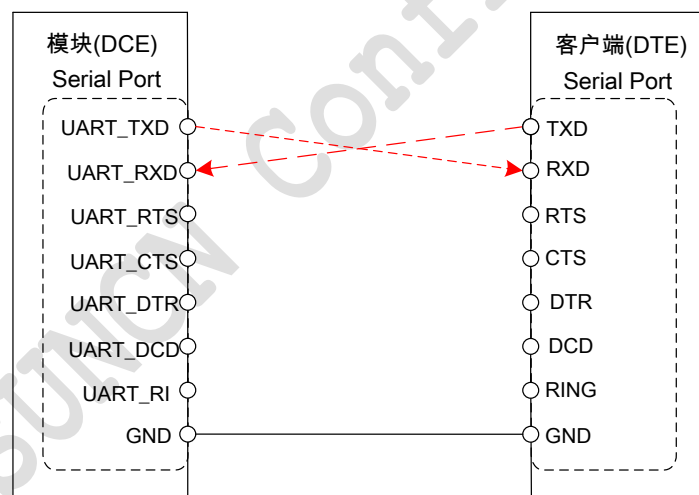 模块(DCE)
Serial Port
UART_TXD
UART_RXD
UART_RTS
UART_CTS
UART_DTR
UART_DCD
UART_RI
GND
客户端(DTE)
Serial Port
TXD
RXD
RTS
CTS
DTR
DCD
RING
GND